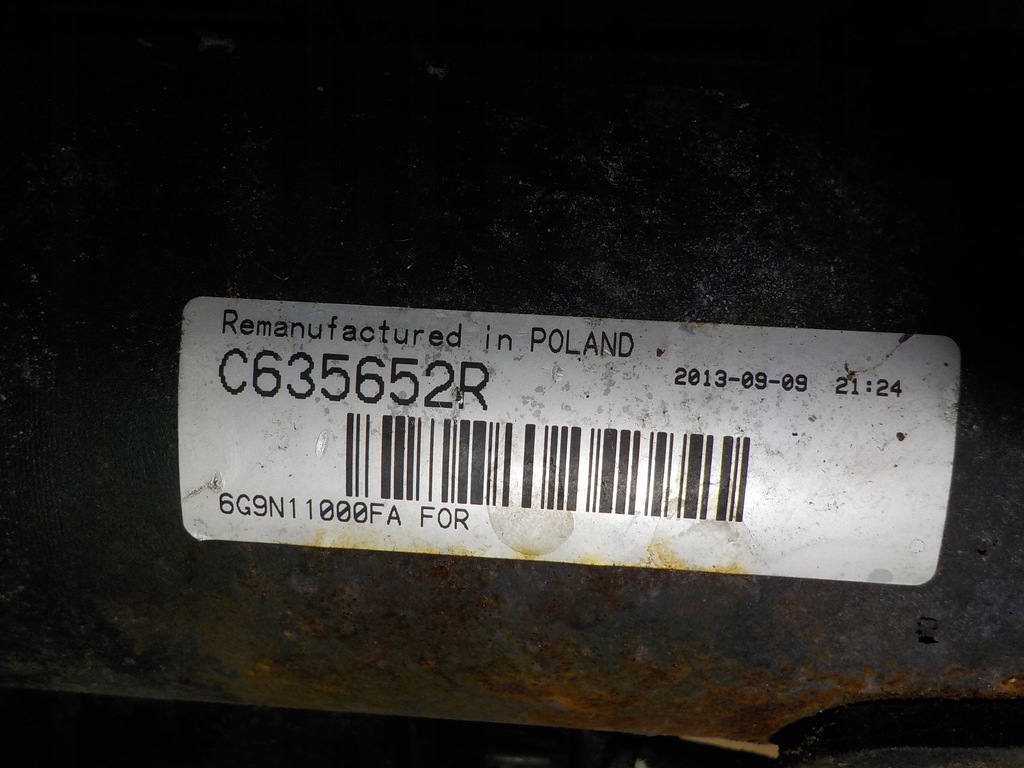 Remanufactured in POLAND
C635652R
2013-09-09 21:24
6G9N11000FA FOR